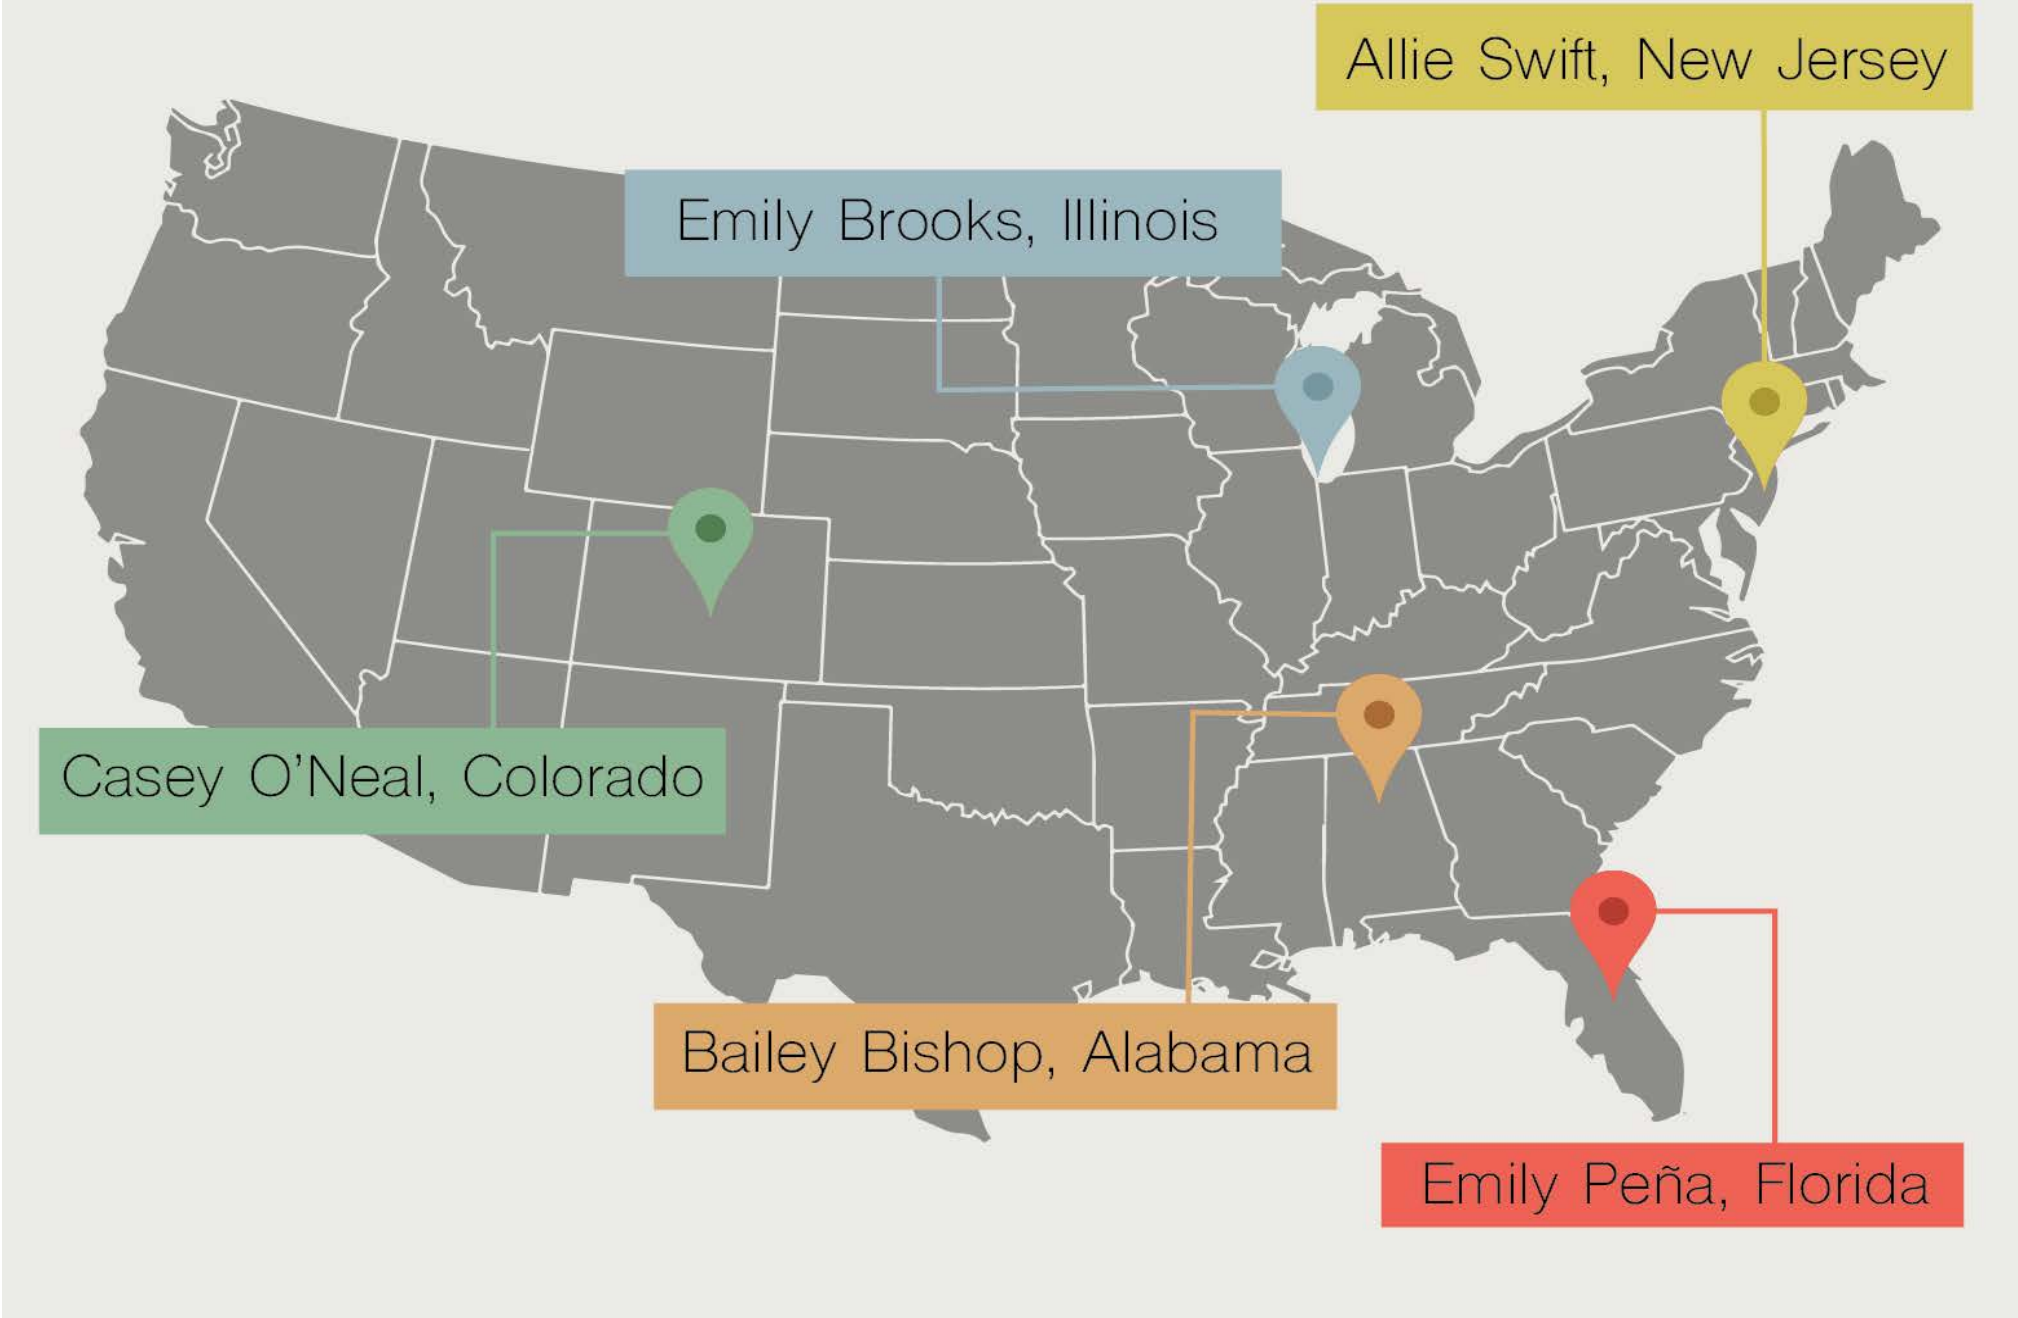 Allie Swift, New Jersey
Emily Brooks, Illinois
Casey O’Neal, Colorado
Bailey Bishop, Alabama
Emily Peña, Florida